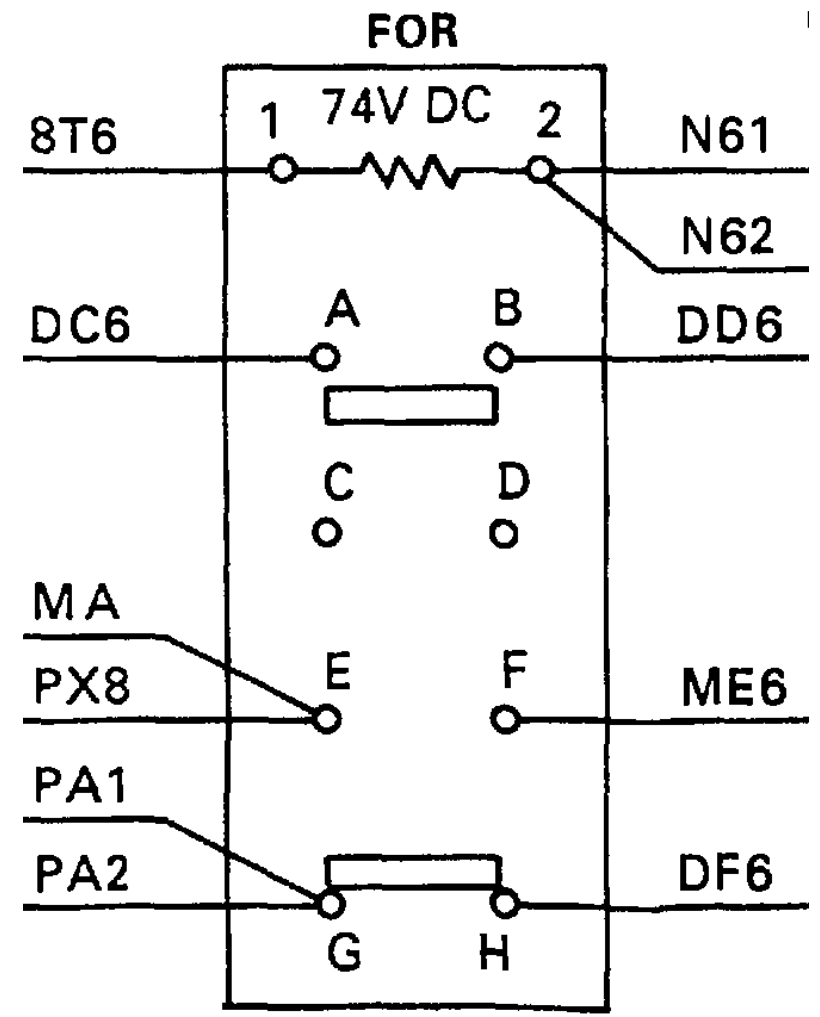 FOR
1 74V DC 2
8T6 N61
N62
DC6 A B DD6
C D
MA
PX8 E F ME6
PA1
PA2 DF6
G H